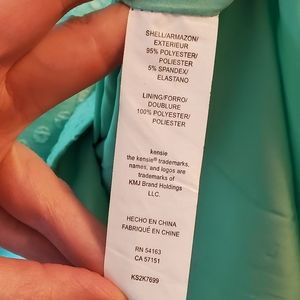 SHELL/ARMAZON/
EXTERIEUR
95% POLYESTER/
POLIESTER
5% SPANDEX/
ELASTANO
LINING/FORRO/
DOUBLURE
100% POLYESTER/
POLIESTER
kensie
the kensie® trademarks,
names, and logos are
trademarks of
KMJ Brand Holdings
LLC.
HECHO EN CHINA
FABRIQUÉ EN CHINE
RN 54163
CA 57151
KS2K7699